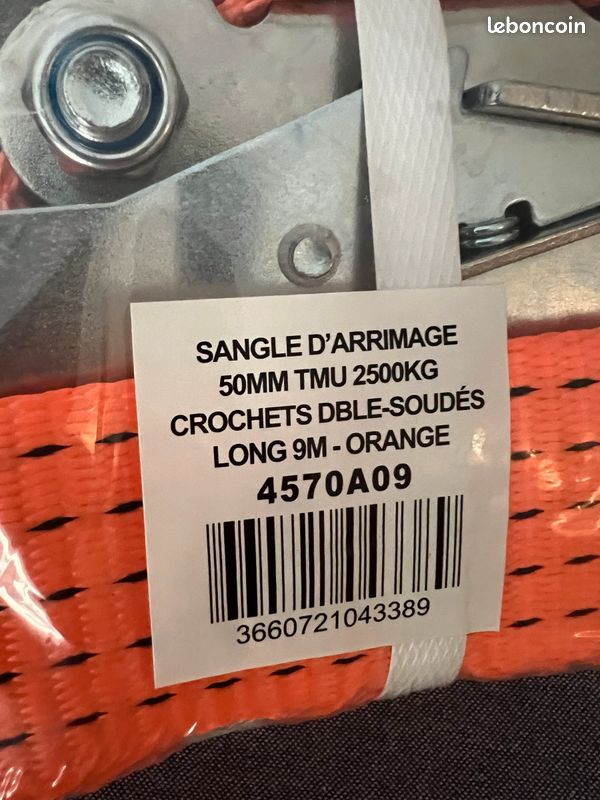 leboncoin
SANGLE D'ARRIMAGE
50MM TMU 2500KG
CROCHETS DBLE-SOUDÉS
LONG 9M - ORANGE
4570A09
3660721043389